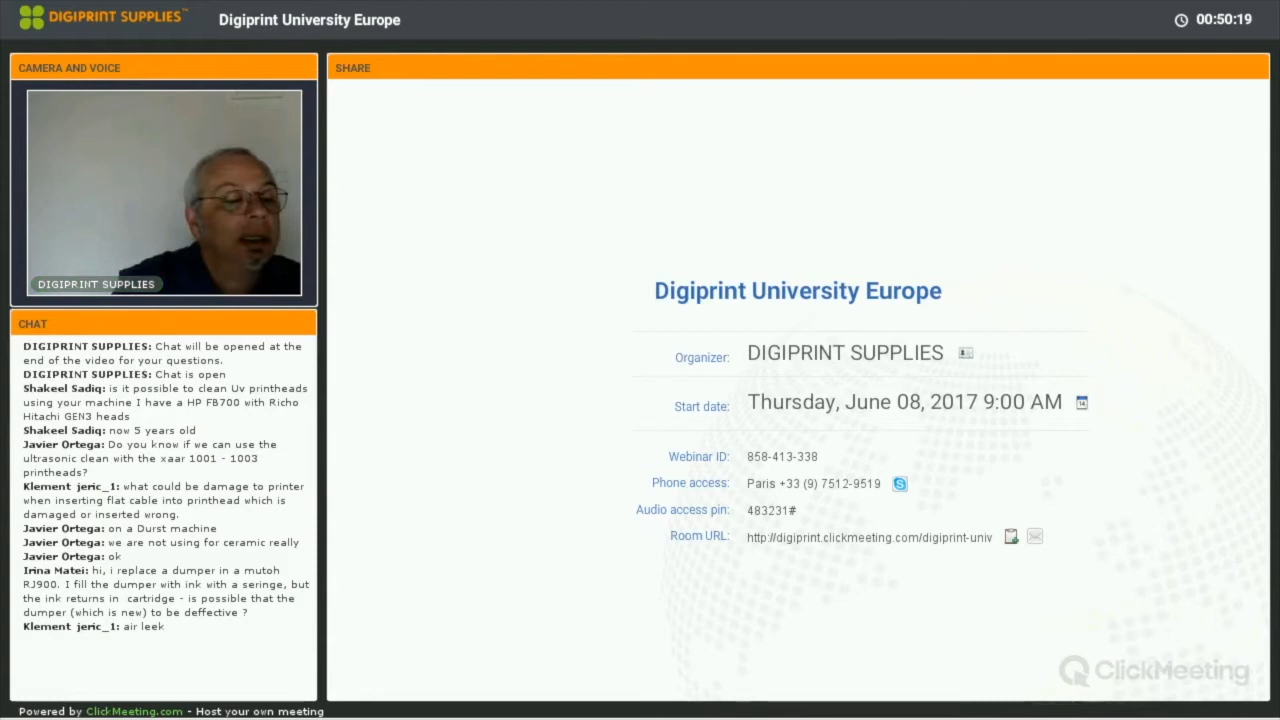 DIGIPRINT SUPPLIES™
Digiprint University Europe
00:50:19
CAMERA AND VOICE
DIGIPRINT SUPPLIES
CHAT
DIGIPRINT SUPPLIES: Chat will be opened at the
end of the video for your questions.
DIGIPRINT SUPPLIES: Chat is open
Shakeel Sadiq: is it possible to clean Uv printheads
using your machine I have a HP FB700 with Richo
Hitachi GEN3 heads
Shakeel Sadiq: now 5 years old
Javier Ortega: Do you know if we can use the
ultrasonic clean with the xaar 1001 - 1003
printheads?
Klement jeric_1: what could be damage to printer
when inserting flat cable into printhead which is
damaged or inserted wrong.
Javier Ortega: on a Durst machine
Javier Ortega: we are not using for ceramic really
Javier Ortega: ok
Irina Matei: hi, i replace a dumper in a mutoh
RJ900. I fill the dumper with ink with a seringe, but
the ink returns in cartridge - is possible that the
dumper (which is new) to be deffective ?
Klement jeric_1: air leek
SHARE
Digiprint University Europe
Organizer: DIGIPRINT SUPPLIES
Start date: Thursday, June 08, 2017 9:00 AM
14
Webinar ID: 858-413-338
Phone access: Paris +33 (9) 7512-9519
Audio access pin: 483231#
Room URL: http://digiprint.clickmeeting.com/digiprint-univ
ClickMeeting
Powered by ClickMeeting.com - Host your own meeting